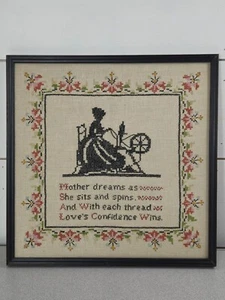 Mother dreams as
She sits and spins,
And With each thread
Love's Confidence Wins.